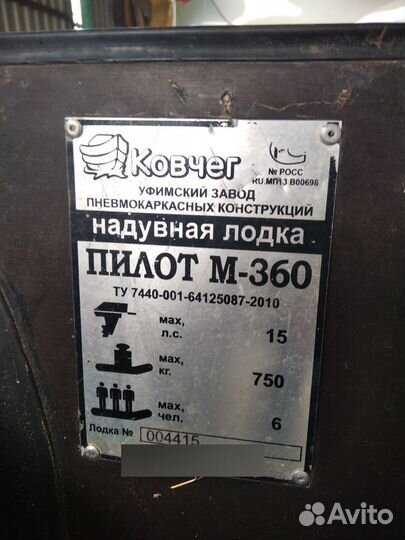 Ковчег
№ РОСС
RU.МП13 В00698
УФИМСКИЙ ЗАВОД
ПНЕВМОКАРКАСНЫХ КОНСТРУКЦИЙ
надувная лодка
ПИЛОТ М-360
ТУ 7440-001-64125087-2010
мах, л.с. 15
мах, кг. 750
мах, чел. 6
Лодка № 004415
Avito